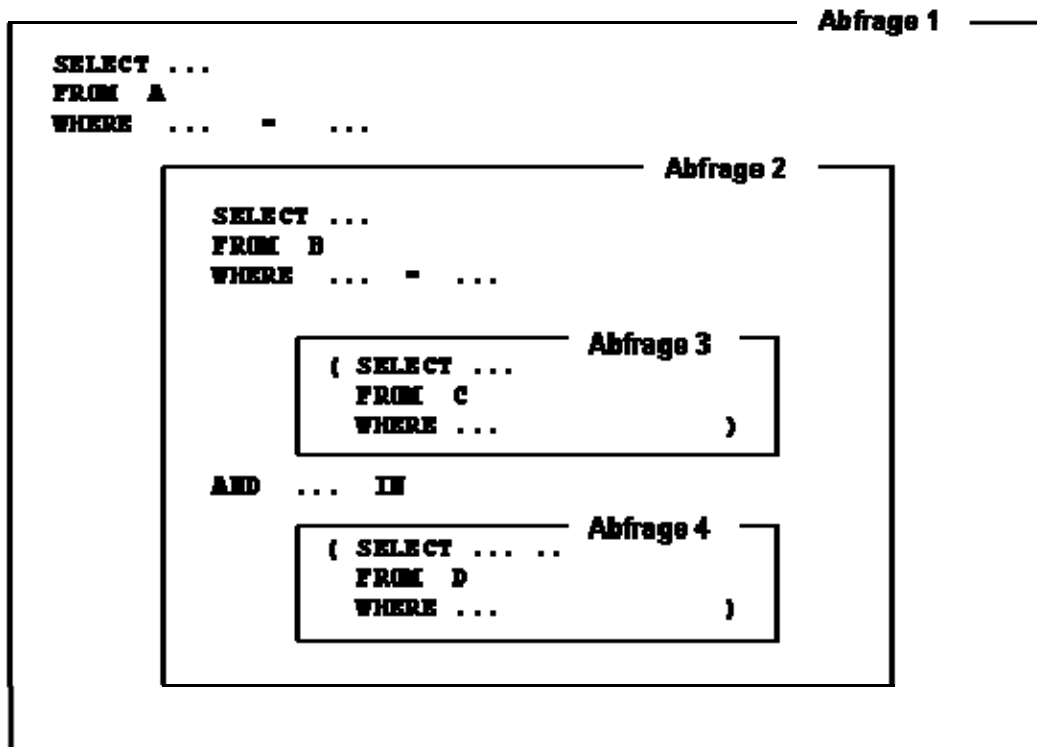 Abfrage 1
SELECT ...
FROM A
WHERE ... = ...
Abfrage 2
SELECT ...
FROM B
WHERE ... = ...
Abfrage 3
( SELECT ...
FROM C
WHERE ... )
AND ... IN
Abfrage 4
( SELECT ... ..
FROM D
WHERE ... )